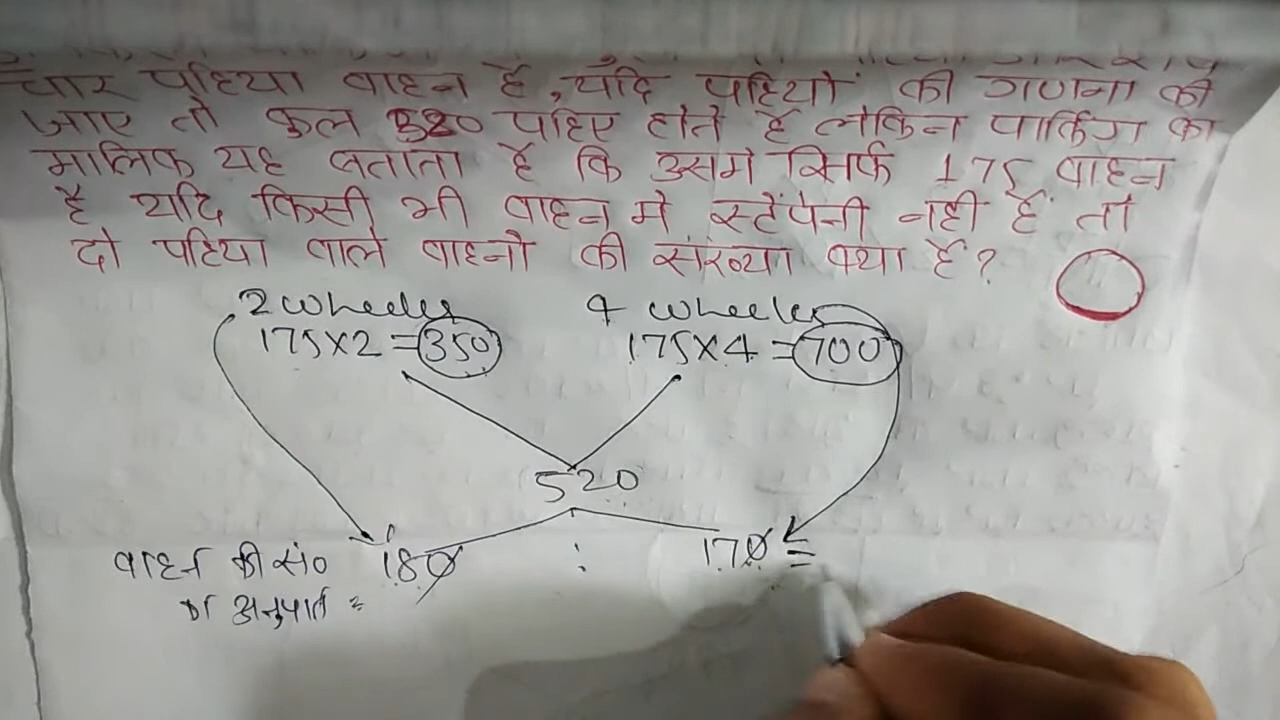 चार पहिया वाहन है, यदि पहियों की गणना की
जाए तो कुल 520 पहिए होते हैं लेकिन पार्किंग का
मालिक यह बताता है कि उसमे सिर्फ 175 वाहन
है यदि किसी भी वाहन मे स्टेपनी नही है तो
दो पहिया वाले वाहनो की संख्या क्या है?
2 wheeler 4 wheeler
175×2 =350 175×4 =700
520
वाहन की सं० 180 : 170 =
का अनुपात =